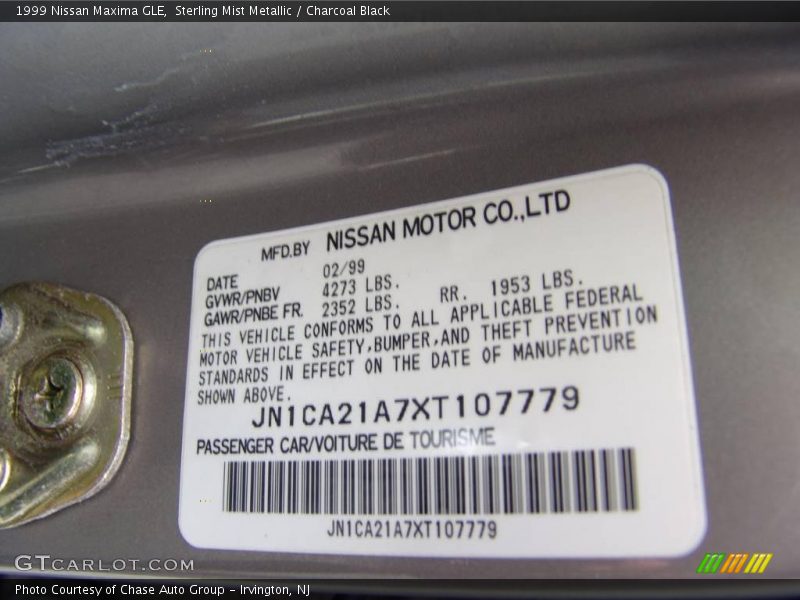 1999 Nissan Maxima GLE, Sterling Mist Metallic / Charcoal Black
MFD.BY NISSAN MOTOR CO.,LTD
DATE 02/99
GVWR/PNBV 4273 LBS.
GAWR/PNBE FR. 2352 LBS. RR. 1953 LBS.
THIS VEHICLE CONFORMS TO ALL APPLICABLE FEDERAL
MOTOR VEHICLE SAFETY,BUMPER,AND THEFT PREVENTION
STANDARDS IN EFFECT ON THE DATE OF MANUFACTURE
SHOWN ABOVE.
JN1CA21A7XT107779
PASSENGER CAR/VOITURE DE TOURISME
JN1CA21A7XT107779
GTCARLOT.COM
Photo Courtesy of Chase Auto Group - Irvington, NJ